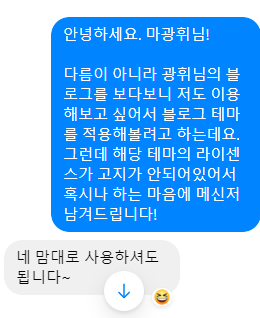 안녕하세요. 마광휘님!
다름이 아니라 광휘님의 블
로그를 보다보니 저도 이용
해보고 싶어서 블로그 테마
를 적용해볼려고 하는데요.
그런데 해당 테마의 라이센
스가 고지가 안되어있어서
혹시나 하는 마음에 메신저
남겨드립니다!
네 맘대로 사용하셔도
됩니다~